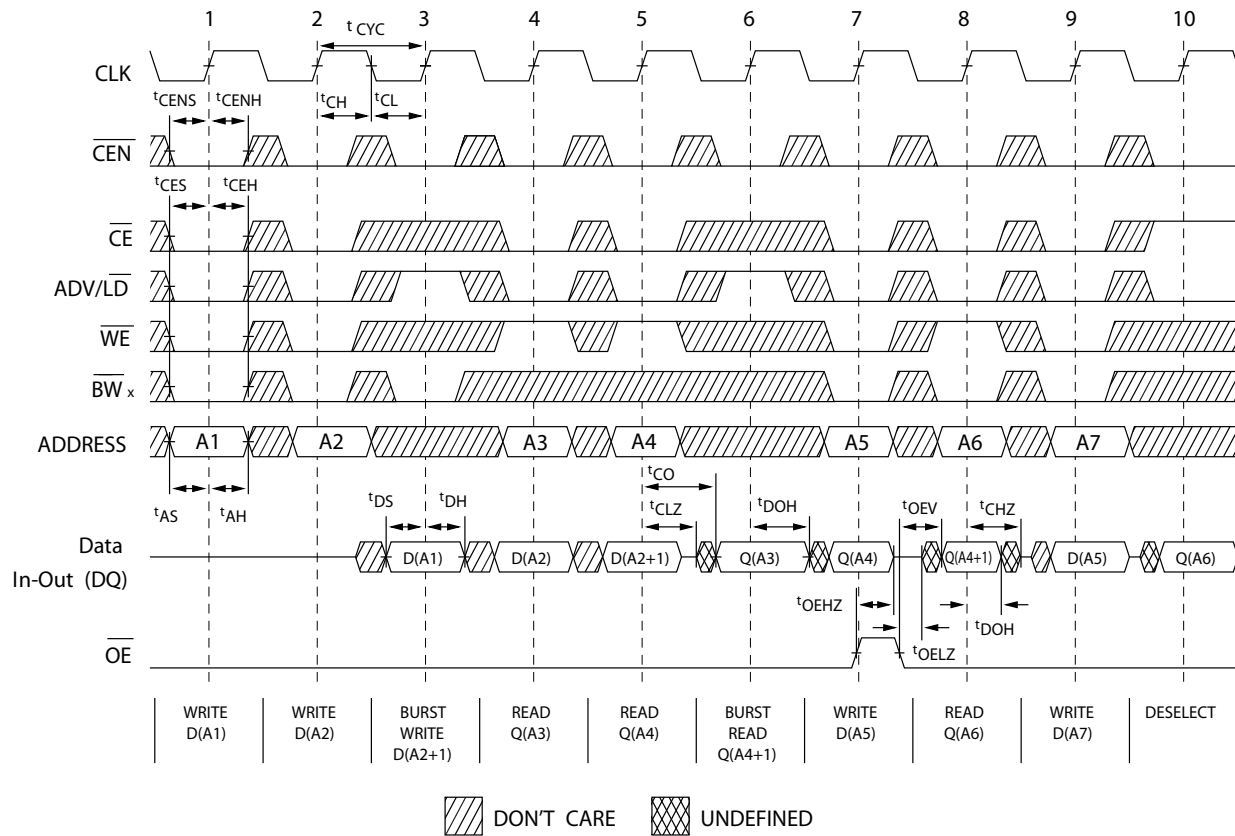 1 2 3 4 5 6 7 8 9 10
t CYC
CLK
tCENS tCENH tCH tCL
CEN
tCES tCEH
CE
ADV/LD
WE
BW x
ADDRESS A1 A2 A3 A4 A5 A6 A7
tCO
tAS tAH tDS tDH tCLZ tDOH tOEV tCHZ
Data
In-Out (DQ) D(A1) D(A2) D(A2+1) Q(A3) Q(A4) Q(A4+1) D(A5) Q(A6)
tOEHZ tDOH
OE tOELZ
WRITE
D(A1)
WRITE
D(A2)
BURST
WRITE
D(A2+1)
READ
Q(A3)
READ
Q(A4)
BURST
READ
Q(A4+1)
WRITE
D(A5)
READ
Q(A6)
WRITE
D(A7)
DESELECT
DON'T CARE UNDEFINED